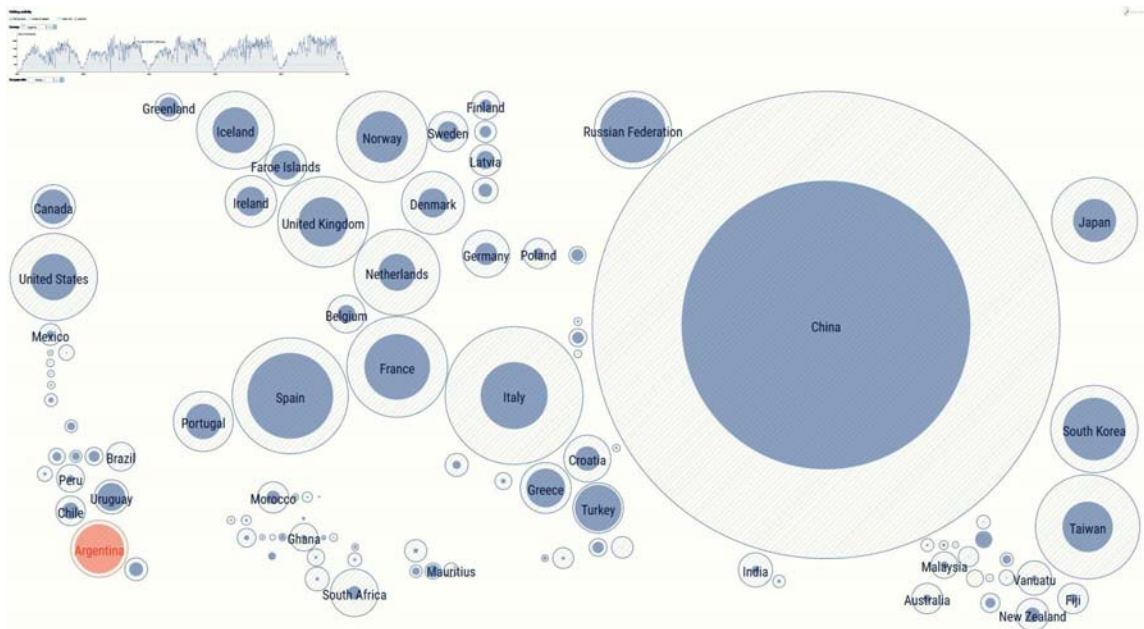 Greenland
Iceland
Norway
Finland
Sweden
Russian Federation
Faroe Islands
Latvia
Canada
Ireland
Denmark
United Kingdom
Japan
Germany
Poland
United States
Netherlands
Belgium
China
Mexico
France
Spain
Italy
Portugal
South Korea
Brazil
Croatia
Peru
Greece
Uruguay
Morocco
Chile
Turkey
Taiwan
Ghana
Argentina
Malaysia
India
Mauritius
Vanuatu
South Africa
Australia
Fiji
New Zealand